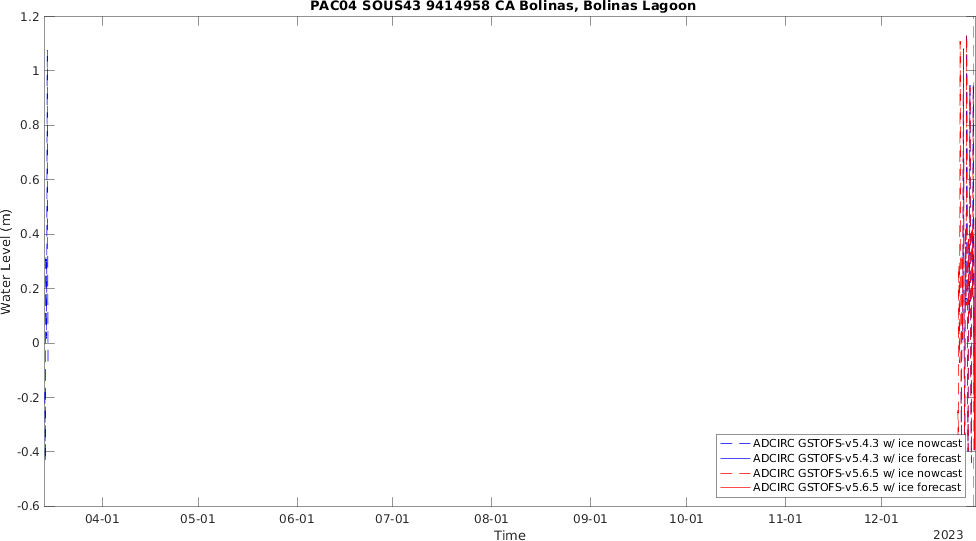 PAC04 SOUS43 9414958 CA Bolinas, Bolinas Lagoon
1.2
1
0.8
0.6
0.4
0.2
0
-0.2
-0.4
-0.6
Water Level (m)
04-01 05-01 06-01 07-01 08-01 09-01 10-01 11-01 12-01
Time
2023
ADCIRC GSTOFS-v5.4.3 w/ ice nowcast
ADCIRC GSTOFS-v5.4.3 w/ ice forecast
ADCIRC GSTOFS-v5.6.5 w/ ice nowcast
ADCIRC GSTOFS-v5.6.5 w/ ice forecast